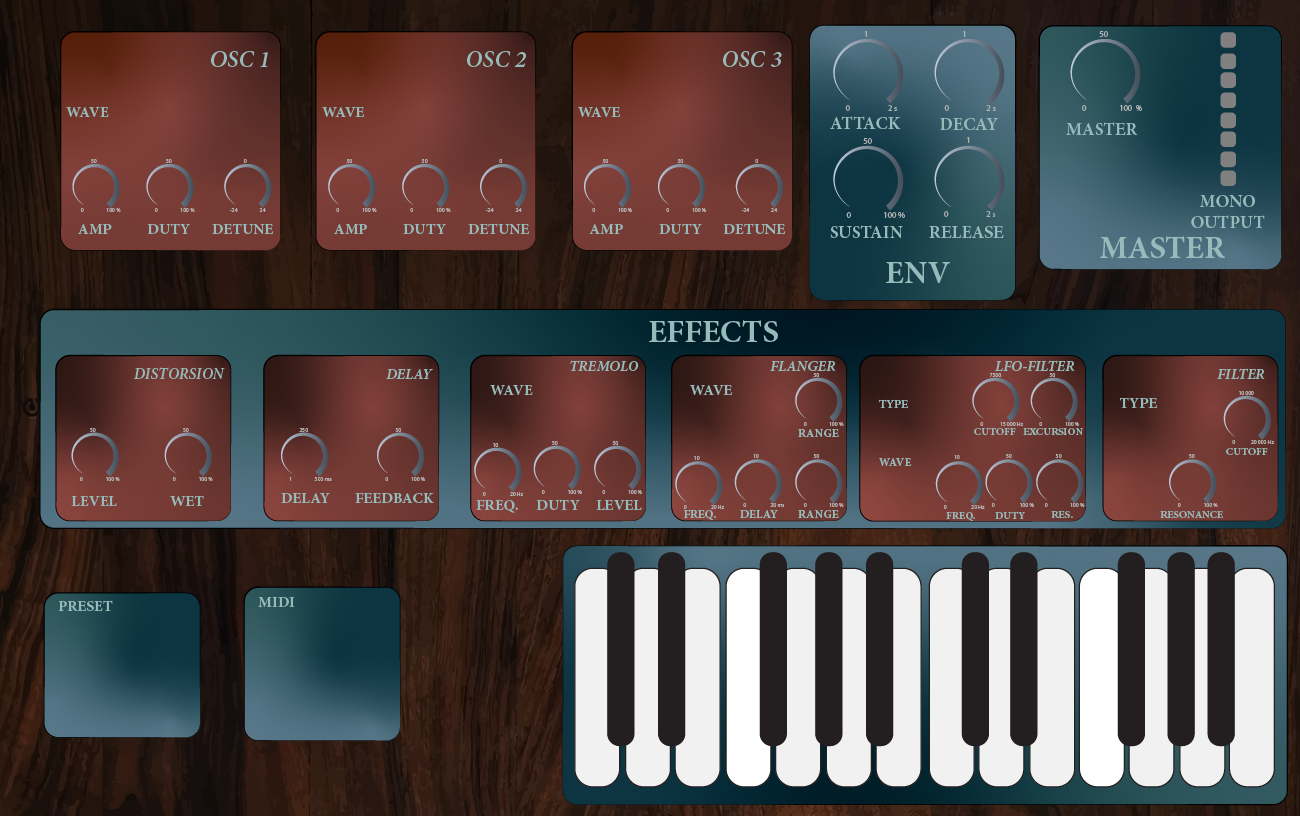 OSC 1
WAVE
50
0
100 %
AMP
50
0
100 %
DUTY
0
-24
24
DETUNE
OSC 2
WAVE
50
0
100 %
AMP
50
0
100 %
DUTY
0
-24
24
DETUNE
OSC 3
WAVE
50
0
100 %
AMP
50
0
100 %
DUTY
0
-24
24
DETUNE
1
0
2 s
ATTACK
1
0
2 s
DECAY
50
0
100 %
SUSTAIN
1
0
2 s
RELEASE
ENV
50
0
100 %
MASTER
MONO
OUTPUT
MASTER
EFFECTS
DISTORSION
50
0
100 %
LEVEL
50
0
100 %
WET
DELAY
250
1
501 ms
DELAY
50
0
100 %
FEEDBACK
TREMOLO
WAVE
10
0
20 Hz
FREQ.
50
0
100 %
DUTY
50
0
100 %
LEVEL
FLANGER
WAVE
50
0
100 %
RANGE
10
0
20 Hz
FREQ.
10
0
20 ms
DELAY
50
0
100 %
RANGE
LFO-FILTER
TYPE
7500
0
15 000 Hz
CUTOFF
50
0
100 %
EXCURSION
WAVE
10
0
20 Hz
FREQ.
50
0
100 %
DUTY
50
0
100 %
RES.
FILTER
TYPE
10 000
0
20 003 Hz
CUTOFF
50
0
100 %
RESONANCE
PRESET
MIDI